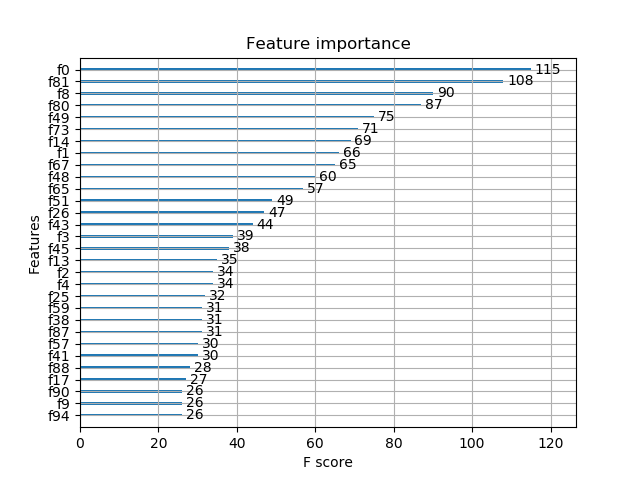 Feature importance
Features
f0 115
f81 108
f8 90
f80 87
f49 75
f73 71
f14 69
f1 66
f67 65
f48 60
f65 57
f51 49
f26 47
f43 44
f3 39
f45 38
f13 35
f2 34
f4 34
f25 32
f59 31
f38 31
f87 31
f57 30
f41 30
f88 28
f17 27
f90 26
f9 26
f94 26
0 20 40 60 80 100 120
F score